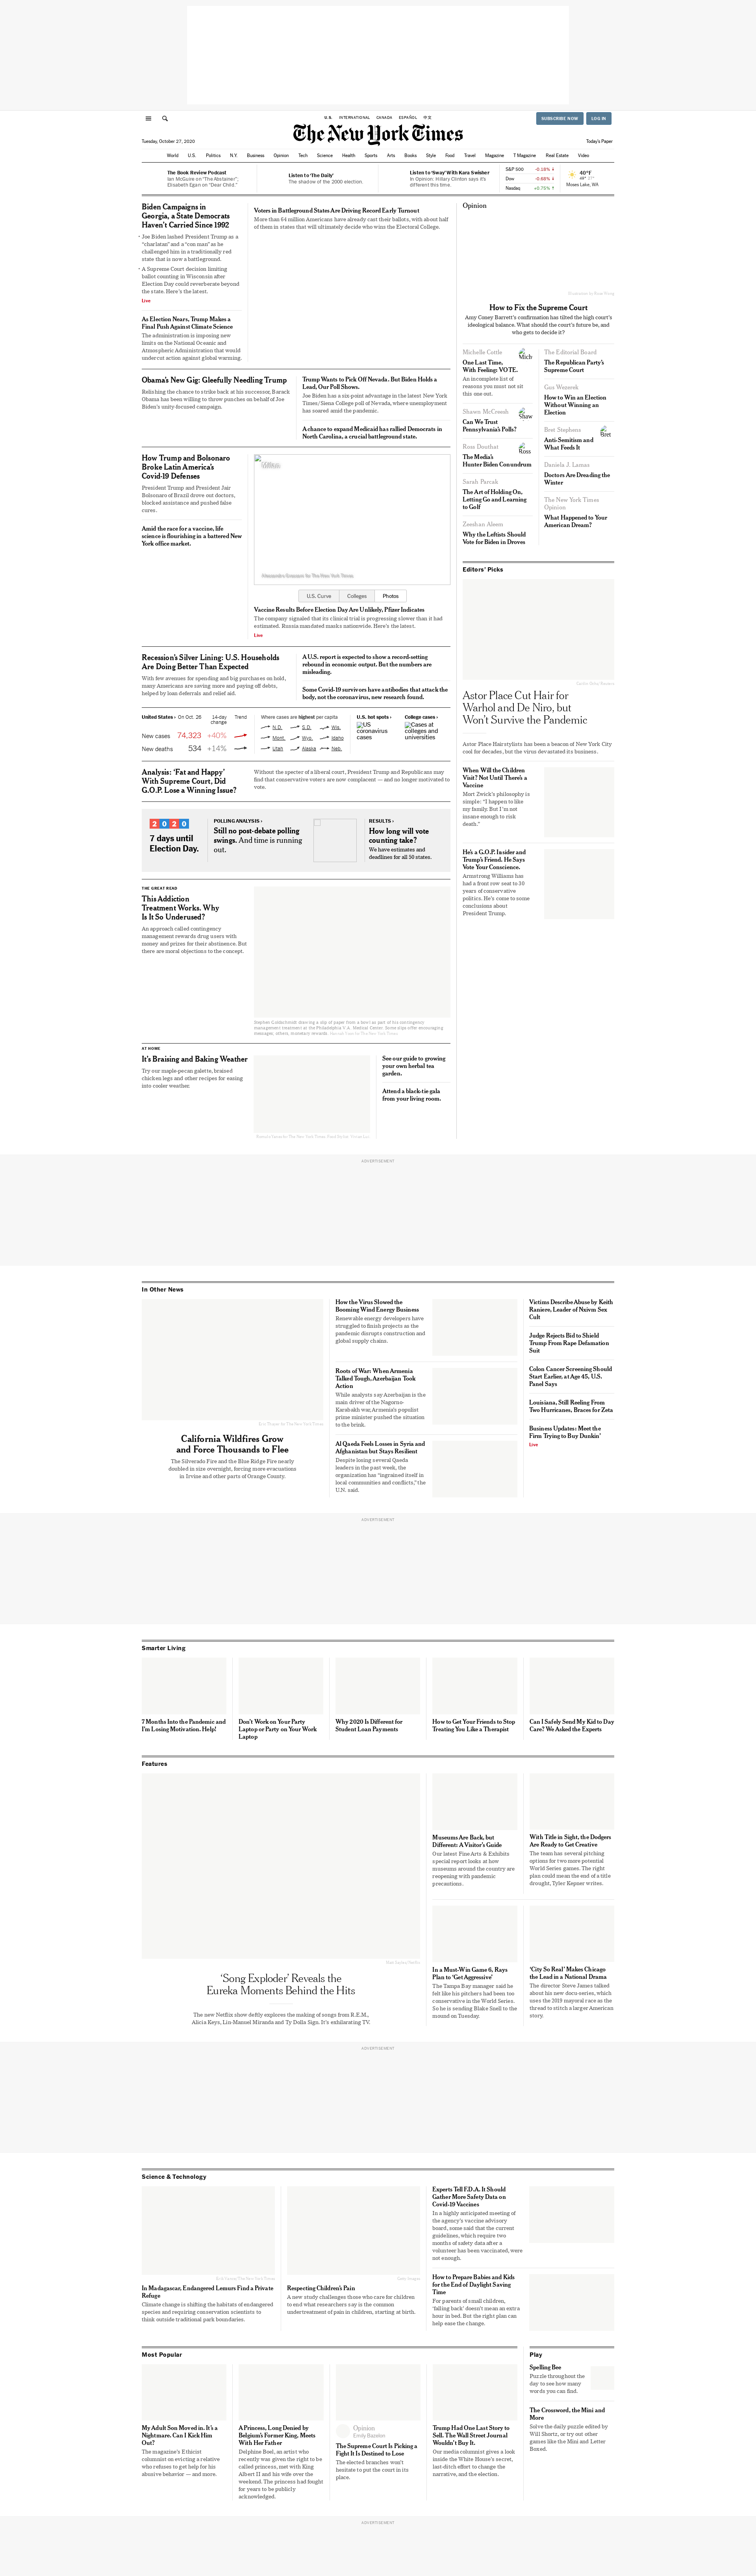 U.S. INTERNATIONAL CANADA ESPAÑOL 中文
SUBSCRIBE NOW LOG IN
The New York Times
Tuesday, October 27, 2020
Today's Paper
World U.S. Politics N.Y. Business Opinion Tech Science Health Sports Arts Books Style Food Travel Magazine T Magazine Real Estate Video
The Book Review Podcast
Ian McGuire on "The Abstainer";
Elisabeth Egan on "Dear Child."
Listen to 'The Daily'
The shadow of the 2000 election.
Listen to 'Sway' With Kara Swisher
In Opinion: Hillary Clinton says it's
different this time.
S&P 500
Dow
Nasdaq
40°F
Moses Lake, WA
Biden Campaigns in
Georgia, a State Democrats
Haven't Carried Since 1992
Joe Biden lashed President Trump as a
"charlatan" and a "con man" as he
challenged him in a traditionally red
state that is now a battleground.
A Supreme Court decision limiting
ballot counting in Wisconsin after
Election Day could reverberate beyond
the state. Here's the latest.
Live
As Election Nears, Trump Makes a
Final Push Against Climate Science
The administration is imposing new
limits on the National Oceanic and
Atmospheric Administration that would
undercut action against global warming.
Voters in Battleground States Are Driving Record Early Turnout
More than 64 million Americans have already cast their ballots, with about half
of them in states that will ultimately decide who wins the Electoral College.
Obama's New Gig: Gleefully Needling Trump
Relishing the chance to strike back at his successor, Barack
Obama has been willing to throw punches on behalf of Joe
Biden's unity-focused campaign.
Trump Wants to Pick Off Nevada. But Biden Holds a
Lead, Our Poll Shows.
Joe Biden has a six-point advantage in the latest New York
Times/Siena College poll of Nevada, where unemployment
has soared amid the pandemic.
A chance to expand Medicaid has rallied Democrats in
North Carolina, a crucial battleground state.
How Trump and Bolsonaro
Broke Latin America's
Covid-19 Defenses
President Trump and President Jair
Bolsonaro of Brazil drove out doctors,
blocked assistance and pushed false
cures.
Amid the race for a vaccine, life
science is flourishing in a battered New
York office market.
U.S. Curve Colleges Photos
Vaccine Results Before Election Day Are Unlikely, Pfizer Indicates
The company signaled that its clinical trial is progressing slower than it had
estimated. Russia mandated masks nationwide. Here's the latest.
Live
Recession's Silver Lining: U.S. Households
Are Doing Better Than Expected
With few avenues for spending and big purchases on hold,
many Americans are saving more and paying off debts,
helped by loan deferrals and relief aid.
A U.S. report is expected to show a record-setting
rebound in economic output. But the numbers are
misleading.
Some Covid-19 survivors have antibodies that attack the
body, not the coronavirus, new research found.
United States › On Oct. 26 14-day change Trend
New cases 74,323 +40%
New deaths 534 +14%
Where cases are highest per capita
N.D. S.D. Wis.
Mont. Wyo. Idaho
Utah Alaska Neb.
U.S. hot spots ›
US
coronavirus
cases
College cases ›
Cases at
colleges and
universities
Analysis: 'Fat and Happy'
With Supreme Court, Did
G.O.P. Lose a Winning Issue?
Without the specter of a liberal court, President Trump and Republicans may
find that conservative voters are now complacent — and no longer motivated to
vote.
2020
7 days until
Election Day.
POLLING ANALYSIS ›
Still no post-debate polling
swings. And time is running
out.
RESULTS ›
How long will vote
counting take?
We have estimates and
deadlines for all 50 states.
THE GREAT READ
This Addiction
Treatment Works. Why
Is It So Underused?
An approach called contingency
management rewards drug users with
money and prizes for their abstinence. But
there are moral objections to the concept.
AT HOME
It's Braising and Baking Weather
Try our maple-pecan galette, braised
chicken legs and other recipes for easing
into cooler weather.
See our guide to growing
your own herbal tea
garden.
Attend a black-tie gala
from your living room.
Opinion
How to Fix the Supreme Court
Amy Coney Barrett's confirmation has tilted the high court's
ideological balance. What should the court's future be, and
who gets to decide it?
Michelle Cottle
One Last Time,
With Feeling: VOTE.
An incomplete list of
reasons you must not sit
this one out.
Mich
Shawn McCreesh
Can We Trust
Pennsylvania's Polls?
Shaw
Ross Douthat
The Media's
Hunter Biden Conundrum
Ross
Sarah Purcak
The Art of Holding On,
Letting Go and Learning
to Golf
Zeeshan Aleem
Why the Leftists Should
Vote for Biden in Droves
The Editorial Board
The Republican Party's
Supreme Court
Gus Wezerek
How to Win an Election
Without Winning an
Election
Bret Stephens
Anti-Semitism and
What Feeds It
Bret
Daniela J. Lamas
Doctors Are Dreading the
Winter
The New York Times
Opinion
What Happened to Your
American Dream?
Editors' Picks
Astor Place Cut Hair for
Warhol and De Niro, but
Won't Survive the Pandemic
Astor Place Hairstylists has been a beacon of New York City
cool for decades, but the virus devastated its business.
When Will the Children
Visit? Not Until There's a
Vaccine
Mort Zwick's philosophy is
simple: "I happen to like
my family. But I'm not
insane enough to risk
death."
He's a G.O.P. Insider and
Trump's Friend. He Says
Vote Your Conscience.
Armstrong Williams has
had a front row seat to 30
years of conservative
politics. He's come to some
conclusions about
President Trump.
ADVERTISEMENT
In Other News
California Wildfires Grow
and Force Thousands to Flee
The Silverado Fire and the Blue Ridge Fire nearly
doubled in size overnight, forcing mare evacuations
in Irvine and other parts of Orange County.
How the Virus Slowed the
Booming Wind Energy Business
Renewable energy developers have
struggled to finish projects as the
pandemic disrupts construction and
global supply chains.
Roots of War: When Armenia
Talked Tough, Azerbaijan Took
Action
While analysts say Azerbaijan is the
main driver of the Nagorno-
Karabakh war, Armenia's populist
prime minister pushed the situation
to the brink.
Al Qaeda Feels Losses in Syria and
Afghanistan but Stays Resilient
Despite losing several Qaeda
leaders in the past week, the
organization has "ingrained itself in
local communities and conflicts," the
U.N. said.
Victims Describe Abuse by Keith
Raniere, Leader of Nxivm Sex
Cult
Judge Rejects Bid to Shield
Trump From Rape Defamation
Suit
Colon Cancer Screening Should
Start Earlier, at Age 45, U.S.
Panel Says
Louisiana, Still Reeling From
Two Hurricanes, Braces for Zeta
Business Updates: Meet the
Firm Trying to Buy Dunkin'
Live
ADVERTISEMENT
Smarter Living
7 Months Into the Pandemic and
I'm Losing Motivation. Help!
Don't Work on Your Party
Laptop or Party on Your Work
Laptop
Why 2020 Is Different for
Student Loan Payments
How to Get Your Friends to Stop
Treating You Like a Therapist
Can I Safely Send My Kid to Day
Care? We Asked the Experts
Features
'Song Exploder' Reveals the
Eureka Moments Behind the Hits
The new Netflix show deftly explores the making of songs from R.E.M.,
Alicia Keys, Lin-Manuel Miranda and Ty Dolla Sign. It's exhilarating TV.
Museums Are Back, but
Different: A Visitor's Guide
Our latest Fine Arts & Exhibits
special report looks at how
museums around the country are
reopening with pandemic
precautions.
In a Must-Win Game 6, Rays
Plan to 'Get Aggressive'
The Tampa Bay manager said he
felt like his pitchers had been too
conservative in the World Series.
So he is sending Blake Snell to the
mound on Tuesday.
With Title in Sight, the Dodgers
Are Ready to Get Creative
The team has several pitching
options for two more potential
World Series games. The right
plan could mean the end of a title
drought, Tyler Kepner writes.
'City So Real' Makes Chicago
the Lead in a National Drama
The director Steve James talked
about his new docu-series, which
uses the 2019 mayoral race as the
thread to stitch a larger American
story.
ADVERTISEMENT
Science & Technology
In Madagascar, Endangered Lemurs Find a Private
Refuge
Climate change is shifting the habitats of endangered
species and requiring conservation scientists to
think outside traditional park boundaries.
Respecting Children's Pain
A new study challenges those who care for children
to end what researchers say is the common
undertreatment of pain in children, starting at birth.
Experts Tell F.D.A. It Should
Gather More Safety Data on
Covid-19 Vaccines
In a highly anticipated meeting of
the agency's vaccine advisory
board, some said that the current
guidelines, which require two
months of safety data after a
volunteer has been vaccinated, were
not enough.
How to Prepare Babies and Kids
for the End of Daylight Saving
Time
For parents of small children,
'falling back' doesn't mean an extra
hour in bed. But the right plan can
help ease the change.
Most Popular
My Adult Son Moved in. It's a
Nightmare. Can I Kick Him
Out?
The magazine's Ethicist
columnist on evicting a relative
who refuses to get help for his
abusive behavior — and more.
A Princess, Long Denied by
Belgium's Former King, Meets
With Her Father
Delphine Boël, an artist who
recently was given the right to be
called princess, met with King
Albert II and his wife over the
weekend. The princess had fought
for years to be publicly
acknowledged.
Opinion
Emily Bazelon
The Supreme Court Is Picking a
Fight It Is Destined to Lose
The elected branches won't
hesitate to put the court in its
place.
Trump Had One Last Story to
Sell. The Wall Street Journal
Wouldn't Buy It.
Our media columnist gives a look
inside the White House's secret,
last-ditch effort to change the
narrative, and the election.
Play
Spelling Bee
Puzzle throughout the
day to see how many
words you can find.
The Crossword, the Mini and
More
Solve the daily puzzle edited by
Will Shortz, or try out other
games like the Mini and Letter
Boxed.
ADVERTISEMENT